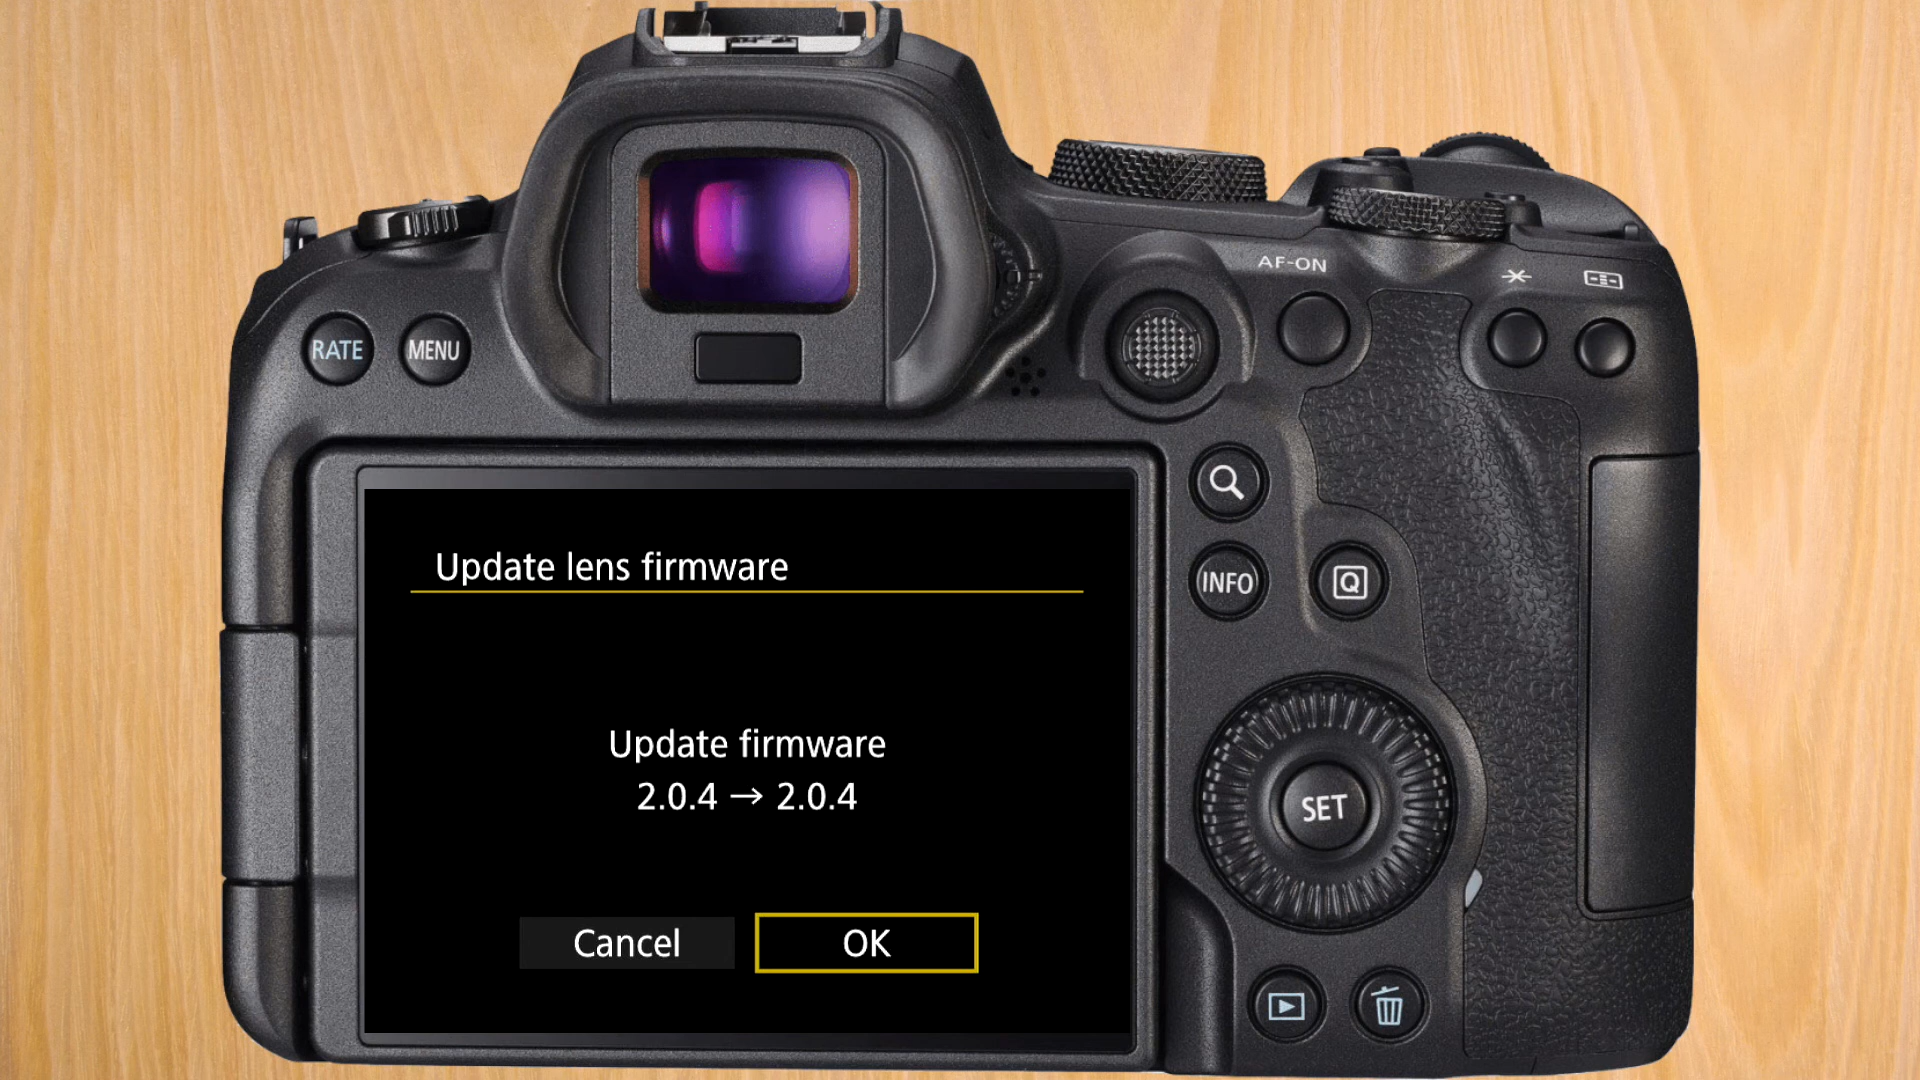 AF-ON
RATE
MENU
INFO
Q
Update lens firmware
Update firmware
2.0.4 → 2.0.4
SET
Cancel
OK